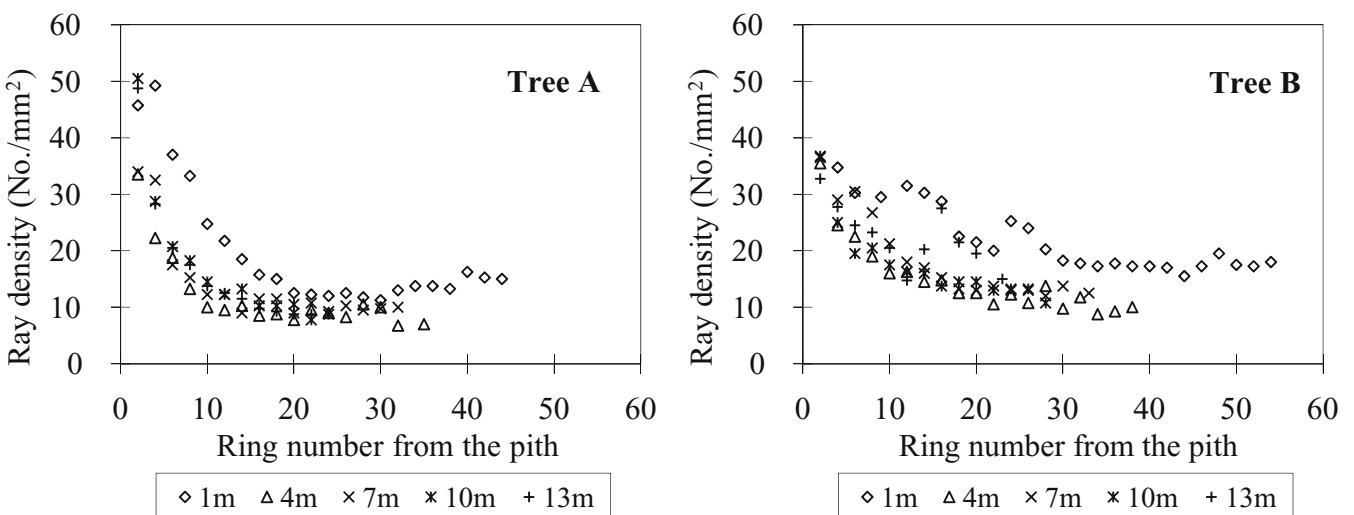 60
50
40
30
20
10
0
Ray density (No./mm²)
Tree A
0 10 20 30 40 50 60
Ring number from the pith
1m 4m 7m 10m 13m
60
50
40
30
20
10
0
Ray density (No./mm²)
Tree B
0 10 20 30 40 50 60
Ring number from the pith
1m 4m 7m 10m 13m